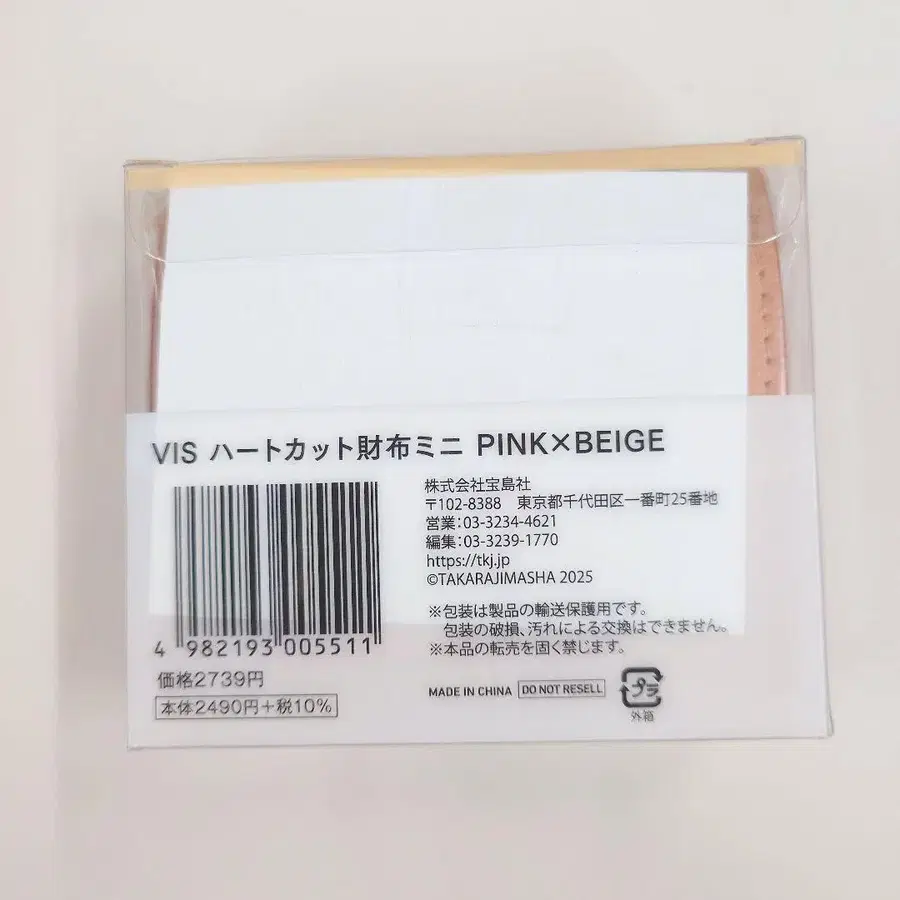 VIS ハートカット財布ミニ PINK×BEIGE
4 982193 005511
価格2739円
本体2490円+税10%
株式会社宝島社
〒102-8388 東京都千代田区一番町25番地
営業:03-3234-4621
編集:03-3239-1770
https://tkj.jp
©TAKARAJIMASHA 2025
※包装は製品の輸送保護用です。
包装の破損、汚れによる交換はできません。
※本品の転売を固く禁じます。
MADE IN CHINA DO NOT RESELL
プラ
外箱